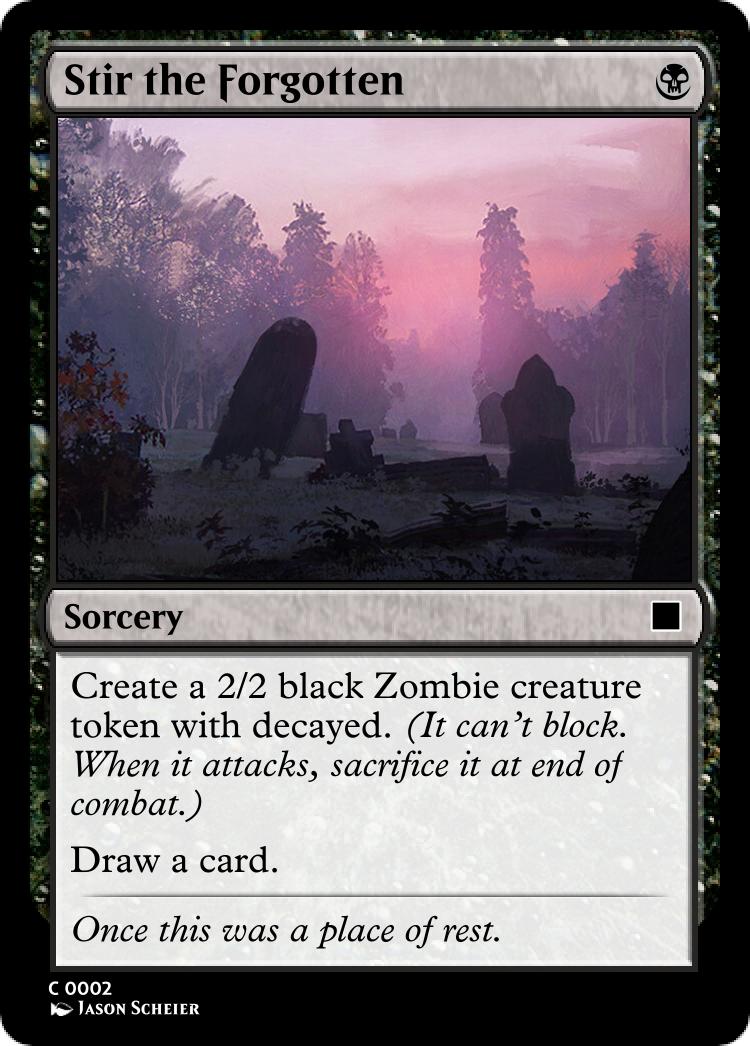 Stir the Forgotten
Sorcery
Create a 2/2 black Zombie creature
token with decayed. (It can't block.
When it attacks, sacrifice it at end of
combat.)
Draw a card.
Once this was a place of rest.
C 0002
Jason Scheier